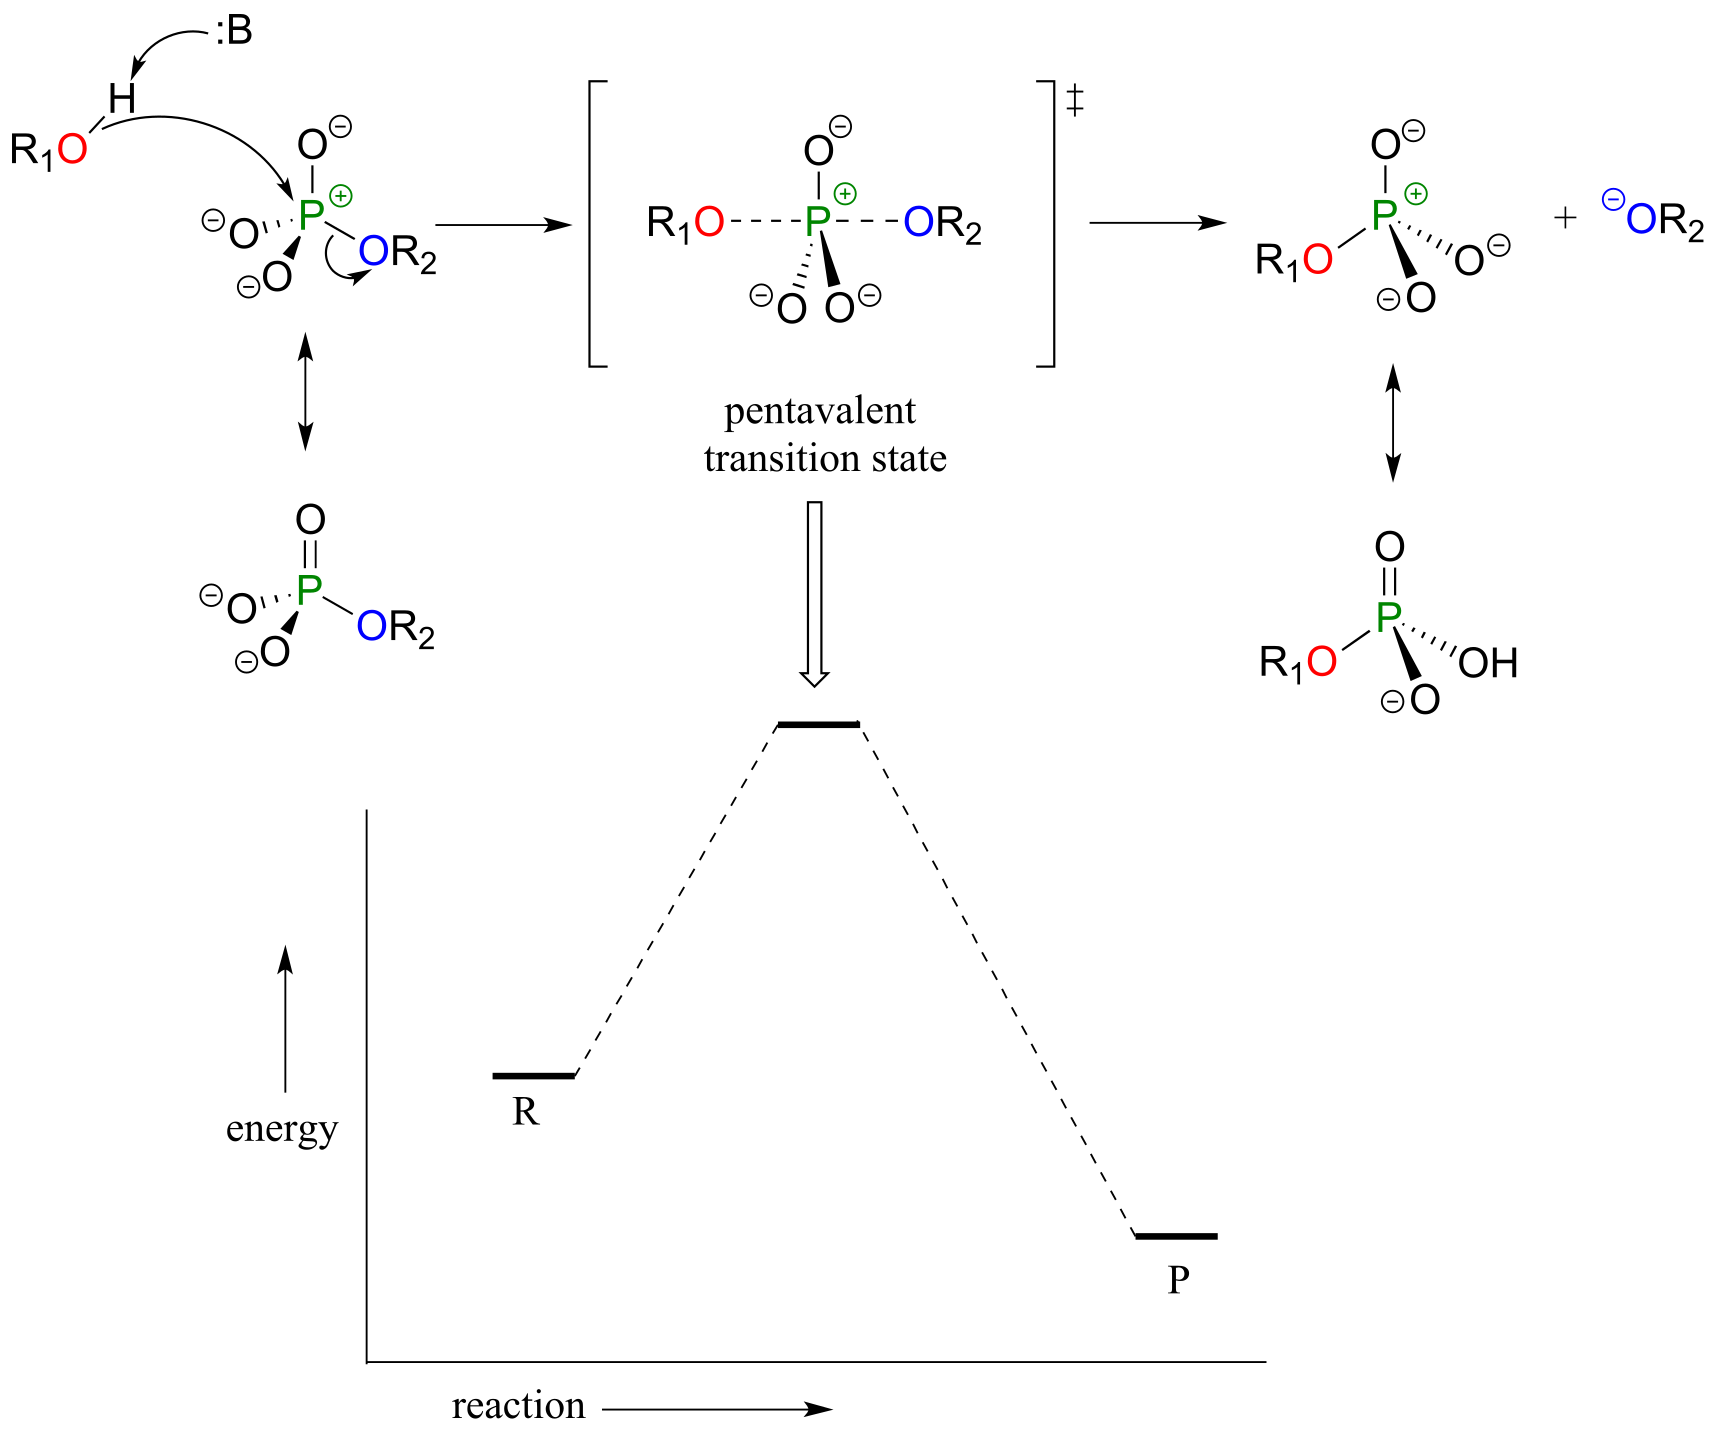 :B
H
R₁O
O⊖
P⊕
⊖O
OR₂
⊖O
O⊖
R₁O
P⊕
OR₂
⊖O
O⊖
‡
O⊖
P⊕
R₁O
O⊖
⊖O
+
⊖OR₂
pentavalent
transition state
O
P
⊖O
OR₂
⊖O
O
P
R₁O
OH
⊖O
R
energy
P
reaction